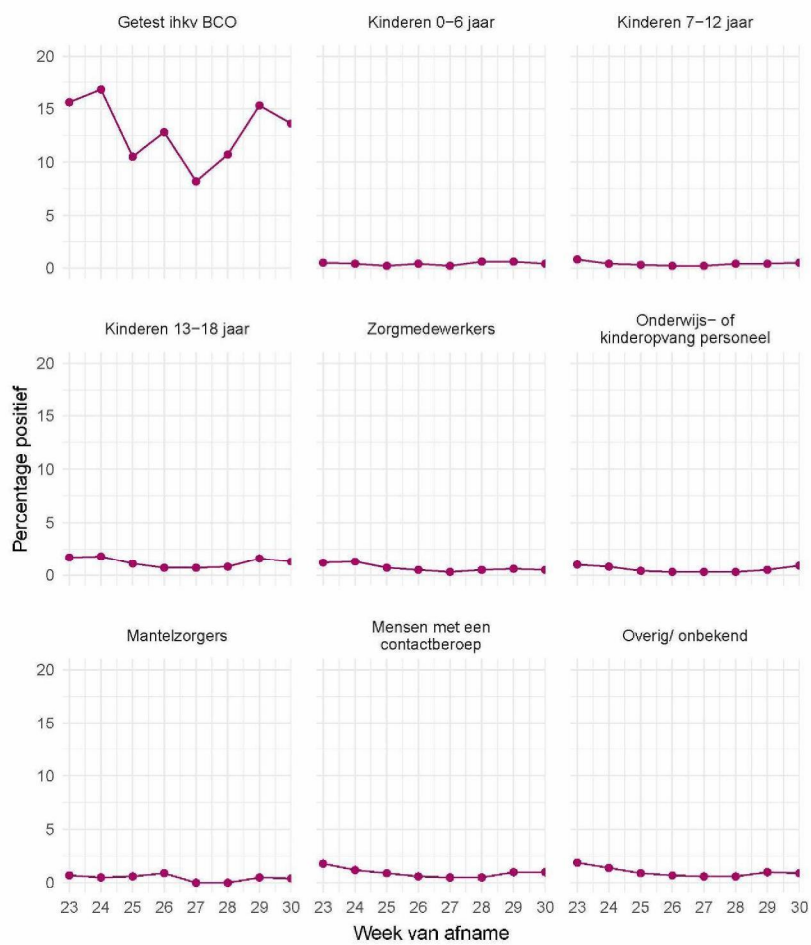 Getest ihkv BCO
Kinderen 0−6 jaar
Kinderen 7−12 jaar
20
15
10
5
0
Kinderen 13−18 jaar
Zorgmedewerkers
Onderwijs− of
kinderopvang personeel
20
15
10
5
0
Percentage positief
Mantelzorgers
Mensen met een
contactberoep
Overig/ onbekend
20
15
10
5
0
23 24 25 26 27 28 29 30
23 24 25 26 27 28 29 30
23 24 25 26 27 28 29 30
Week van afname